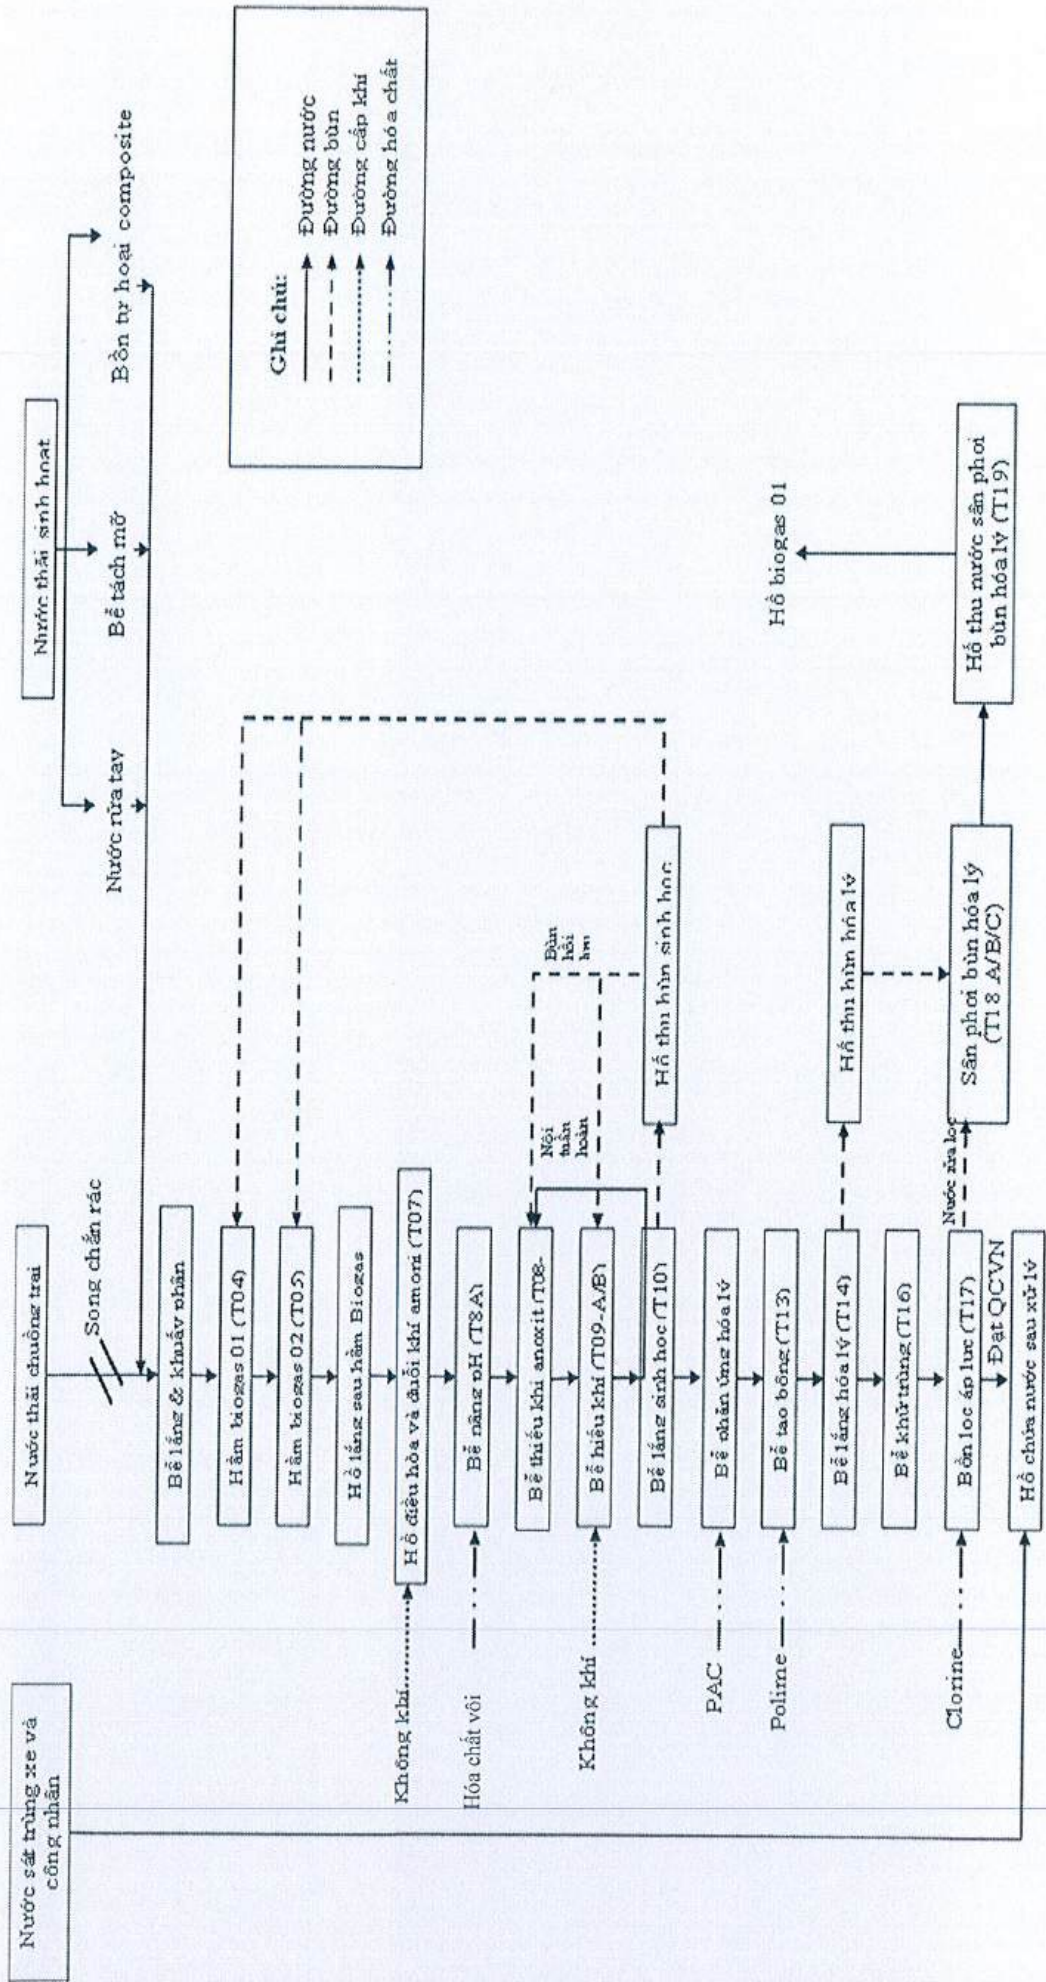 Nước sát trùng xe và
công nhân
Nước thải chuồng trại
Nước thải sinh hoạt
Song chắn rác
Nước rửa tay
Bể tách mỡ
Bồn tự hoại composite
Bể lắng & khuấy phân
Hầm biogas 01 (T04)
Hầm biogas 02 (T05)
Hồ lắng sau hầm Biogas
Không khí
Hồ điều hòa và đuổi khí amoni (T07)
Hóa chất vôi
Bể nâng pH (T8A)
Bể thiếu khí anoxit (T08-
Nội
tuần
hoàn
Bùn
hồi
lưu
Không khí
Bể hiếu khí (T09-A/B)
Bể lắng sinh học (T10)
Hố thu bùn sinh học
PAC
Bể phản ứng hóa lý
Polime
Bể tạo bông (T13)
Bể lắng hóa lý (T14)
Hố thu bùn hóa lý
Bể khử trùng (T16)
Clorine
Bồn lọc áp lực (T17)
Nước rửa lọc
Sân phơi bùn hóa lý
(T18 A/B/C)
Hố thu nước sân phơi
bùn hóa lý (T19)
Hồ biogas 01
Đạt QCVN
Hồ chứa nước sau xử lý
Ghi chú:
Đường nước
Đường bùn
Đường cấp khí
Đường hóa chất